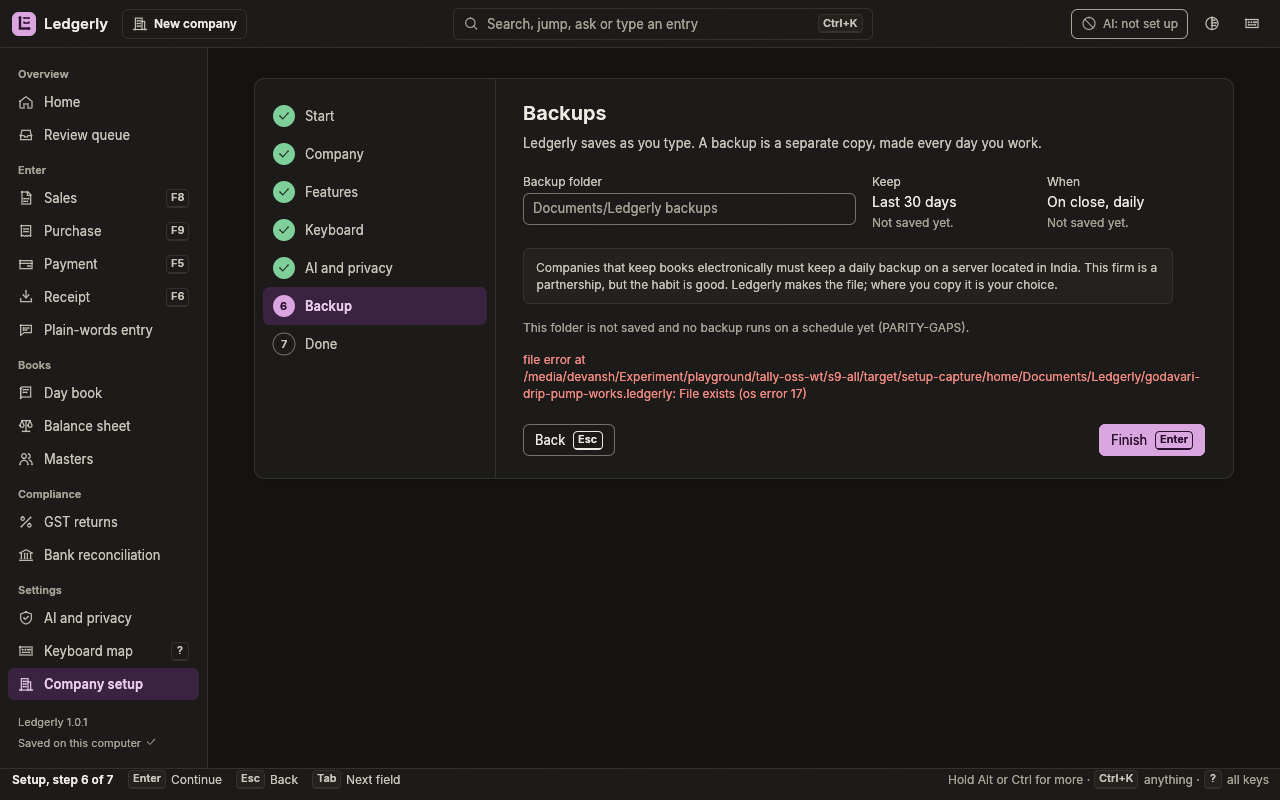 Ledgerly
New company
Search, jump, ask or type an entry
Ctrl+K
AI: not set up
Overview
Home
Review queue
Enter
Sales F8
Purchase F9
Payment F5
Receipt F6
Plain-words entry
Books
Day book
Balance sheet
Masters
Compliance
GST returns
Bank reconciliation
Settings
AI and privacy
Keyboard map ?
Company setup
Ledgerly 1.0.1
Saved on this computer
Start
Company
Features
Keyboard
AI and privacy
6 Backup
7 Done
Backups
Ledgerly saves as you type. A backup is a separate copy, made every day you work.
Backup folder
Documents/Ledgerly backups
Keep
Last 30 days
Not saved yet.
When
On close, daily
Not saved yet.
Companies that keep books electronically must keep a daily backup on a server located in India. This firm is a
partnership, but the habit is good. Ledgerly makes the file; where you copy it is your choice.
This folder is not saved and no backup runs on a schedule yet (PARITY-GAPS).
file error at
/media/devansh/Experiment/playground/tally-oss-wt/s9-all/target/setup-capture/home/Documents/Ledgerly/godavari-
drip-pump-works.ledgerly: File exists (os error 17)
Back Esc
Finish Enter
Setup, step 6 of 7 Enter Continue Esc Back Tab Next field
Hold Alt or Ctrl for more · Ctrl+K anything · ? all keys